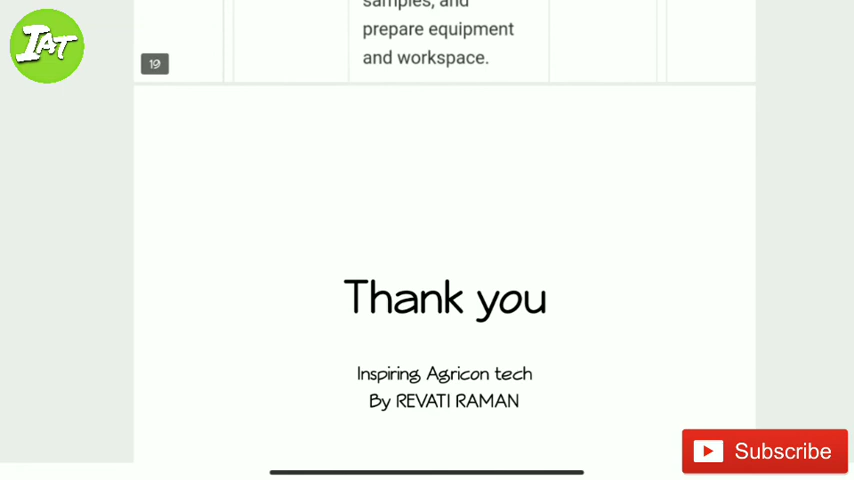 IAT
samples, and
prepare equipment
and workspace.
19
Thank you
Inspiring Agricon tech
By REVATI RAMAN
Subscribe